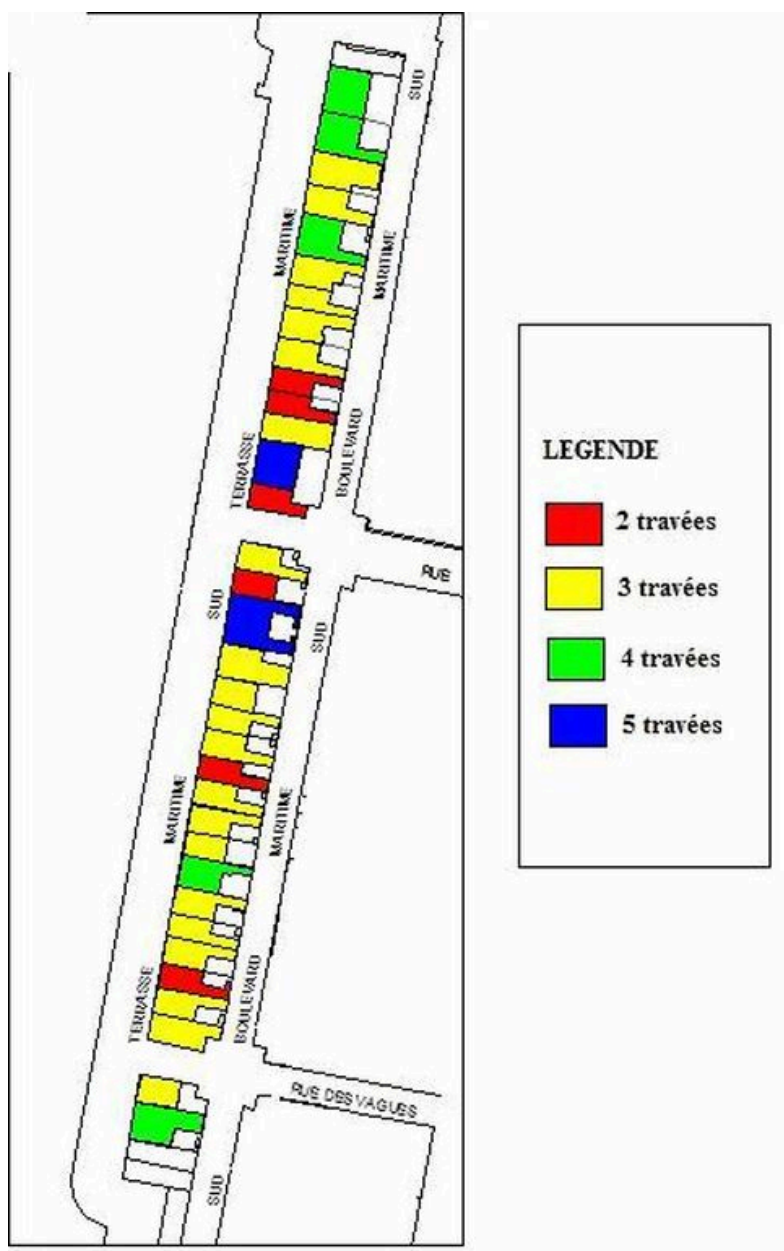 SUD
MARITIME
MARITIME
TERRASSE
BOULEVARD
RUE
SUD
SUD
MARITIME
MARITIME
TERRASSE
BOULEVARD
RUE DES VAGUES
SUD
LEGENDE
2 travées
3 travées
4 travées
5 travées